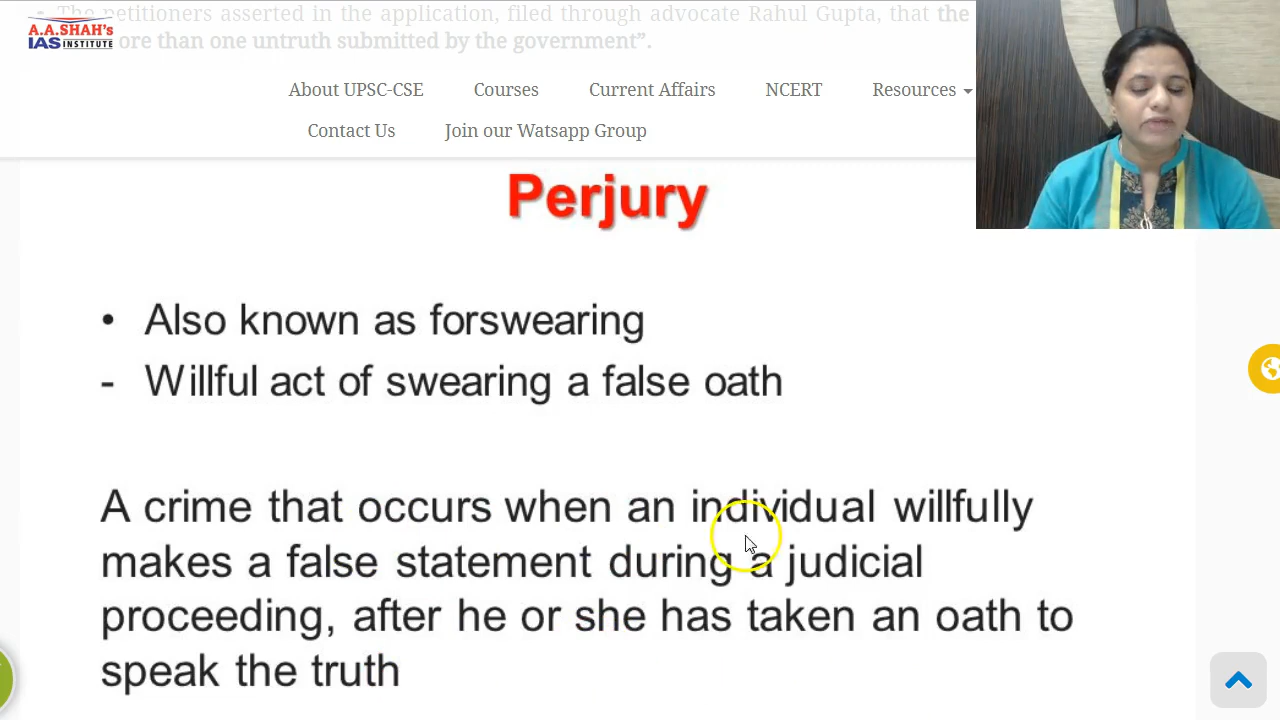 • The petitioners asserted in the application, filed through advocate Rahul Gupta, that the
A.A.SHAH's
IAS INSTITUTE
ore than one untruth submitted by the government”.
About UPSC-CSE Courses Current Affairs NCERT Resources
Contact Us Join our Watsapp Group
Perjury
• Also known as forswearing
- Willful act of swearing a false oath
A crime that occurs when an individual willfully
makes a false statement during a judicial
proceeding, after he or she has taken an oath to
speak the truth